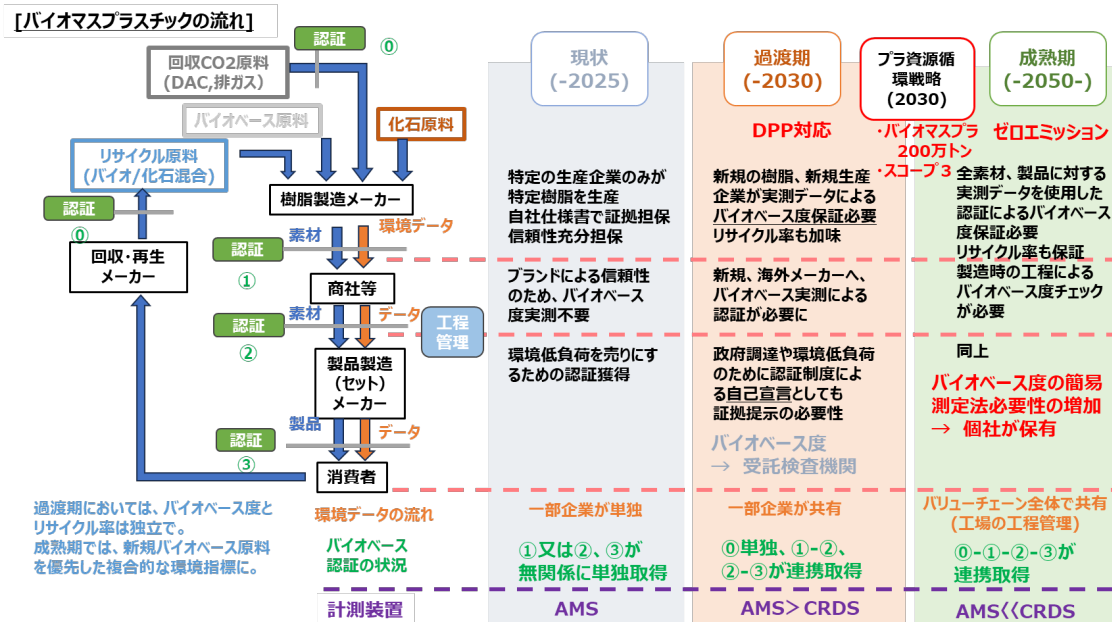 [バイオマスプラスチックの流れ]
認証
⓪
回収CO2原料
(DAC,排ガス)
バイオベース原料
化石原料
リサイクル原料
(バイオ/化石混合)
樹脂製造メーカー
認証
⓪
回収・再生
メーカー
素材
環境データ
認証
①
商社等
素材
データ
認証
②
工程
管理
製品製造
(セット)
メーカー
製品
データ
認証
③
消費者
過渡期においては、バイオベース度と
リサイクル率は独立で。
成熟期では、新規バイオベース原料
を優先した複合的な環境指標に。
環境データの流れ
バイオベース
認証の状況
計測装置
現状
(-2025)
特定の生産企業のみが
特定樹脂を生産
自社仕様書で証拠担保
信頼性充分担保
ブランドによる信頼性
のため、バイオベース
度実測不要
環境低負荷を売りにす
るための認証獲得
一部企業が単独
①又は②、③が
無関係に単独取得
AMS
過渡期
(-2030)
DPP対応
新規の樹脂、新規生産
企業が実測データによる
バイオベース度保証必要
リサイクル率も加味
新規、海外メーカーへ、
バイオベース実測による
認証が必要に
政府調達や環境低負荷
のために認証制度によ
る自己宣言としても
証拠提示の必要性
バイオベース度
→ 受託検査機関
一部企業が共有
⓪単独、①-②、
②-③が連携取得
AMS＞CRDS
プラ資源循
環戦略
(2030)
・バイオマスプラ
200万トン
・スコープ３
成熟期
(-2050-)
ゼロエミッション
全素材、製品に対する
実測データを使用した
認証によるバイオベース
度保証必要
リサイクル率も保証
製造時の工程による
バイオベース度チェック
が必要
同上
バイオベース度の簡易
測定法必要性の増加
→ 個社が保有
バリューチェーン全体で共有
(工場の工程管理)
⓪-①-②-③が
連携取得
AMS≪CRDS